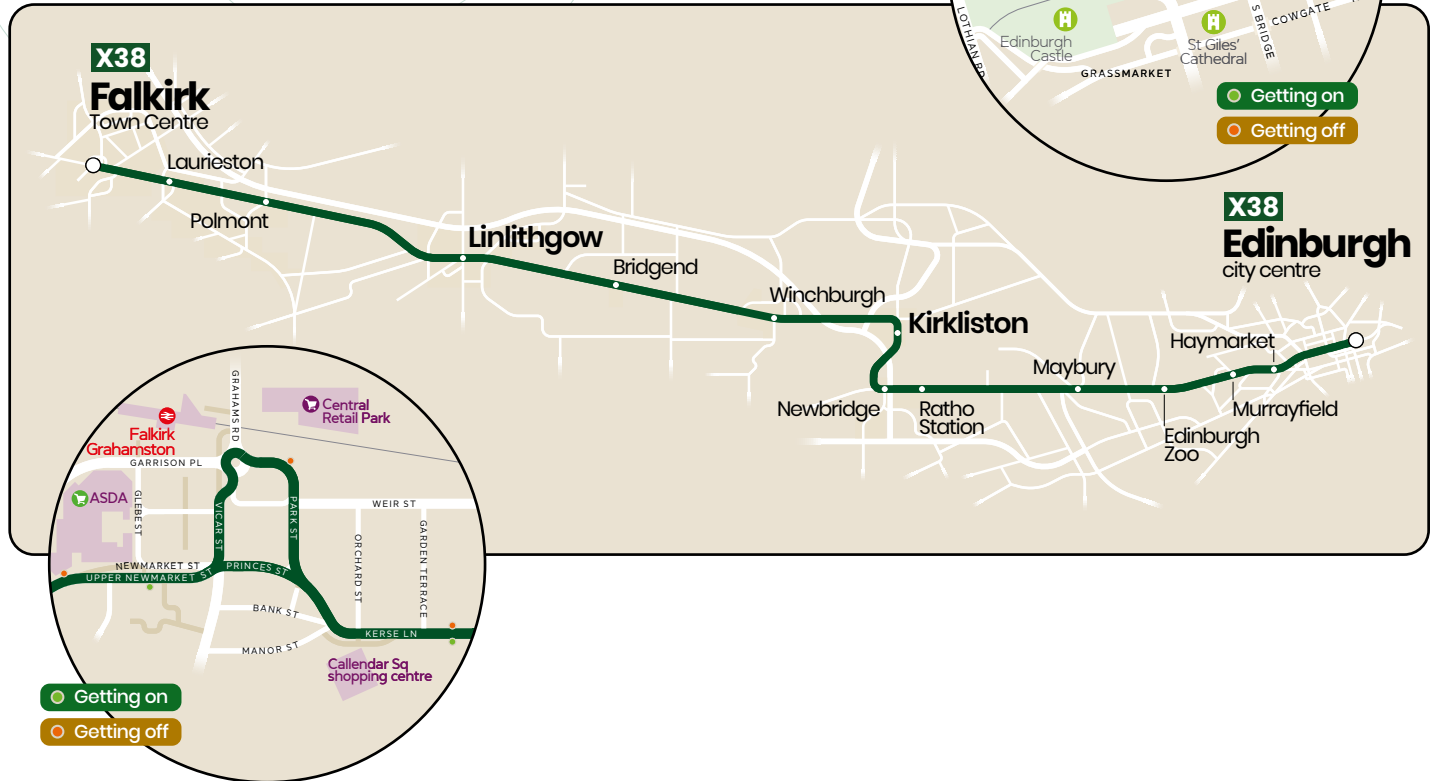 X38
Falkirk
Town Centre
Laurieston
Polmont
Linlithgow
Bridgend
Winchburgh
Kirkliston
Newbridge
Ratho
Station
Maybury
Edinburgh
Zoo
Murrayfield
Haymarket
X38
Edinburgh
city centre
LOTHIAN RD
Edinburgh
Castle
GRASSMARKET
St Giles'
Cathedral
S BRIDGE
COWGATE
Getting on
Getting off
GRAHAMS RD
Central
Retail Park
Falkirk
Grahamston
GARRISON PL
ASDA
GLEBE ST
VICAR ST
PARK ST
WEIR ST
ORCHARD ST
GARDEN TERRACE
NEWMARKET ST
UPPER NEWMARKET ST
PRINCES ST
BANK ST
MANOR ST
KERSE LN
Callendar Sq
shopping centre
Getting on
Getting off